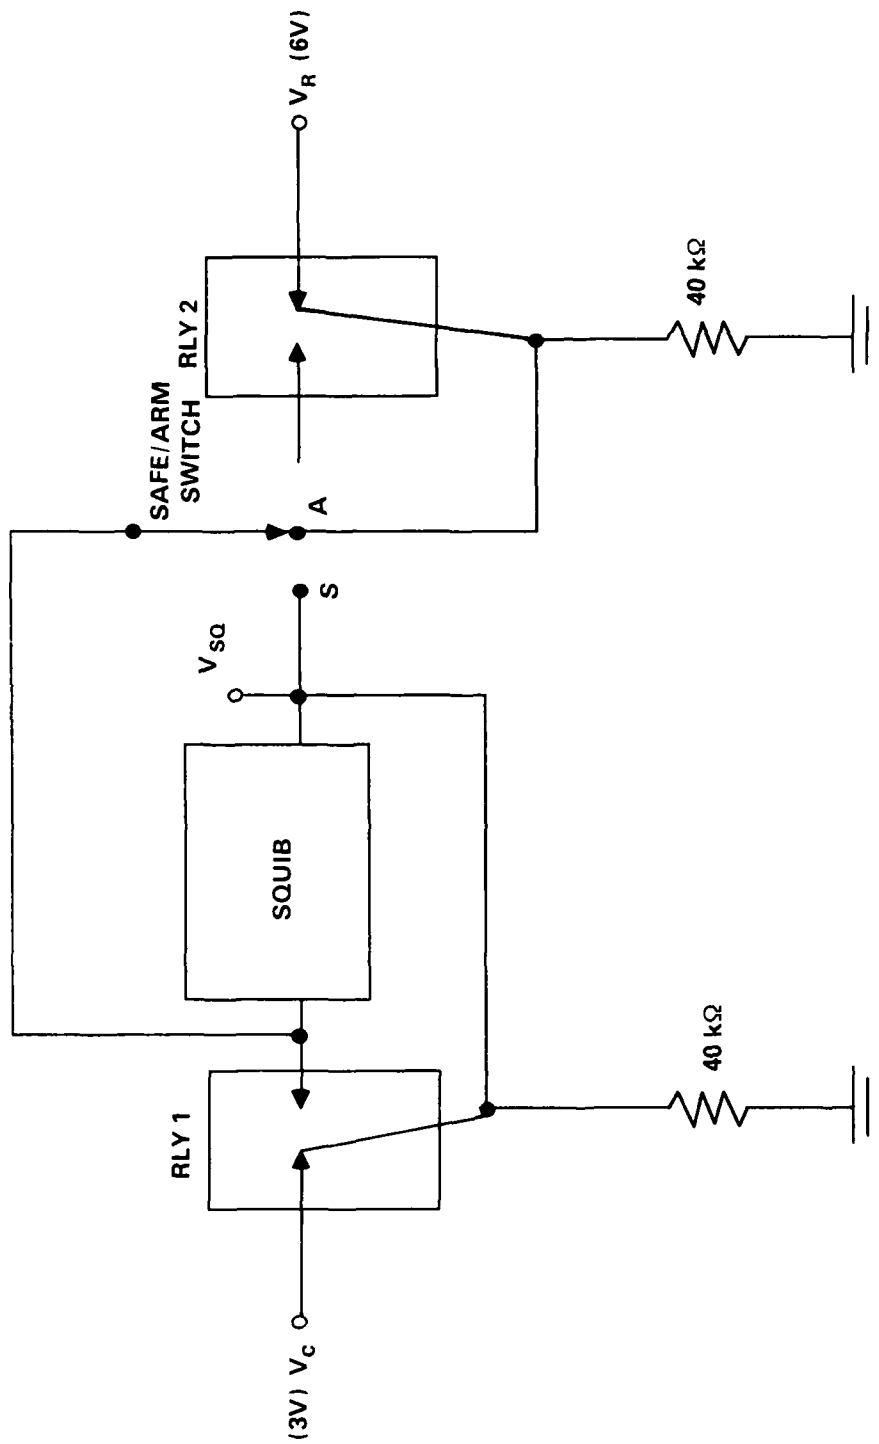 (3V) V_C
RLY 1
SQUIB
V_SQ
S
A
SAFE/ARM
SWITCH
RLY 2
V_R (6V)
40 kΩ
40 kΩ